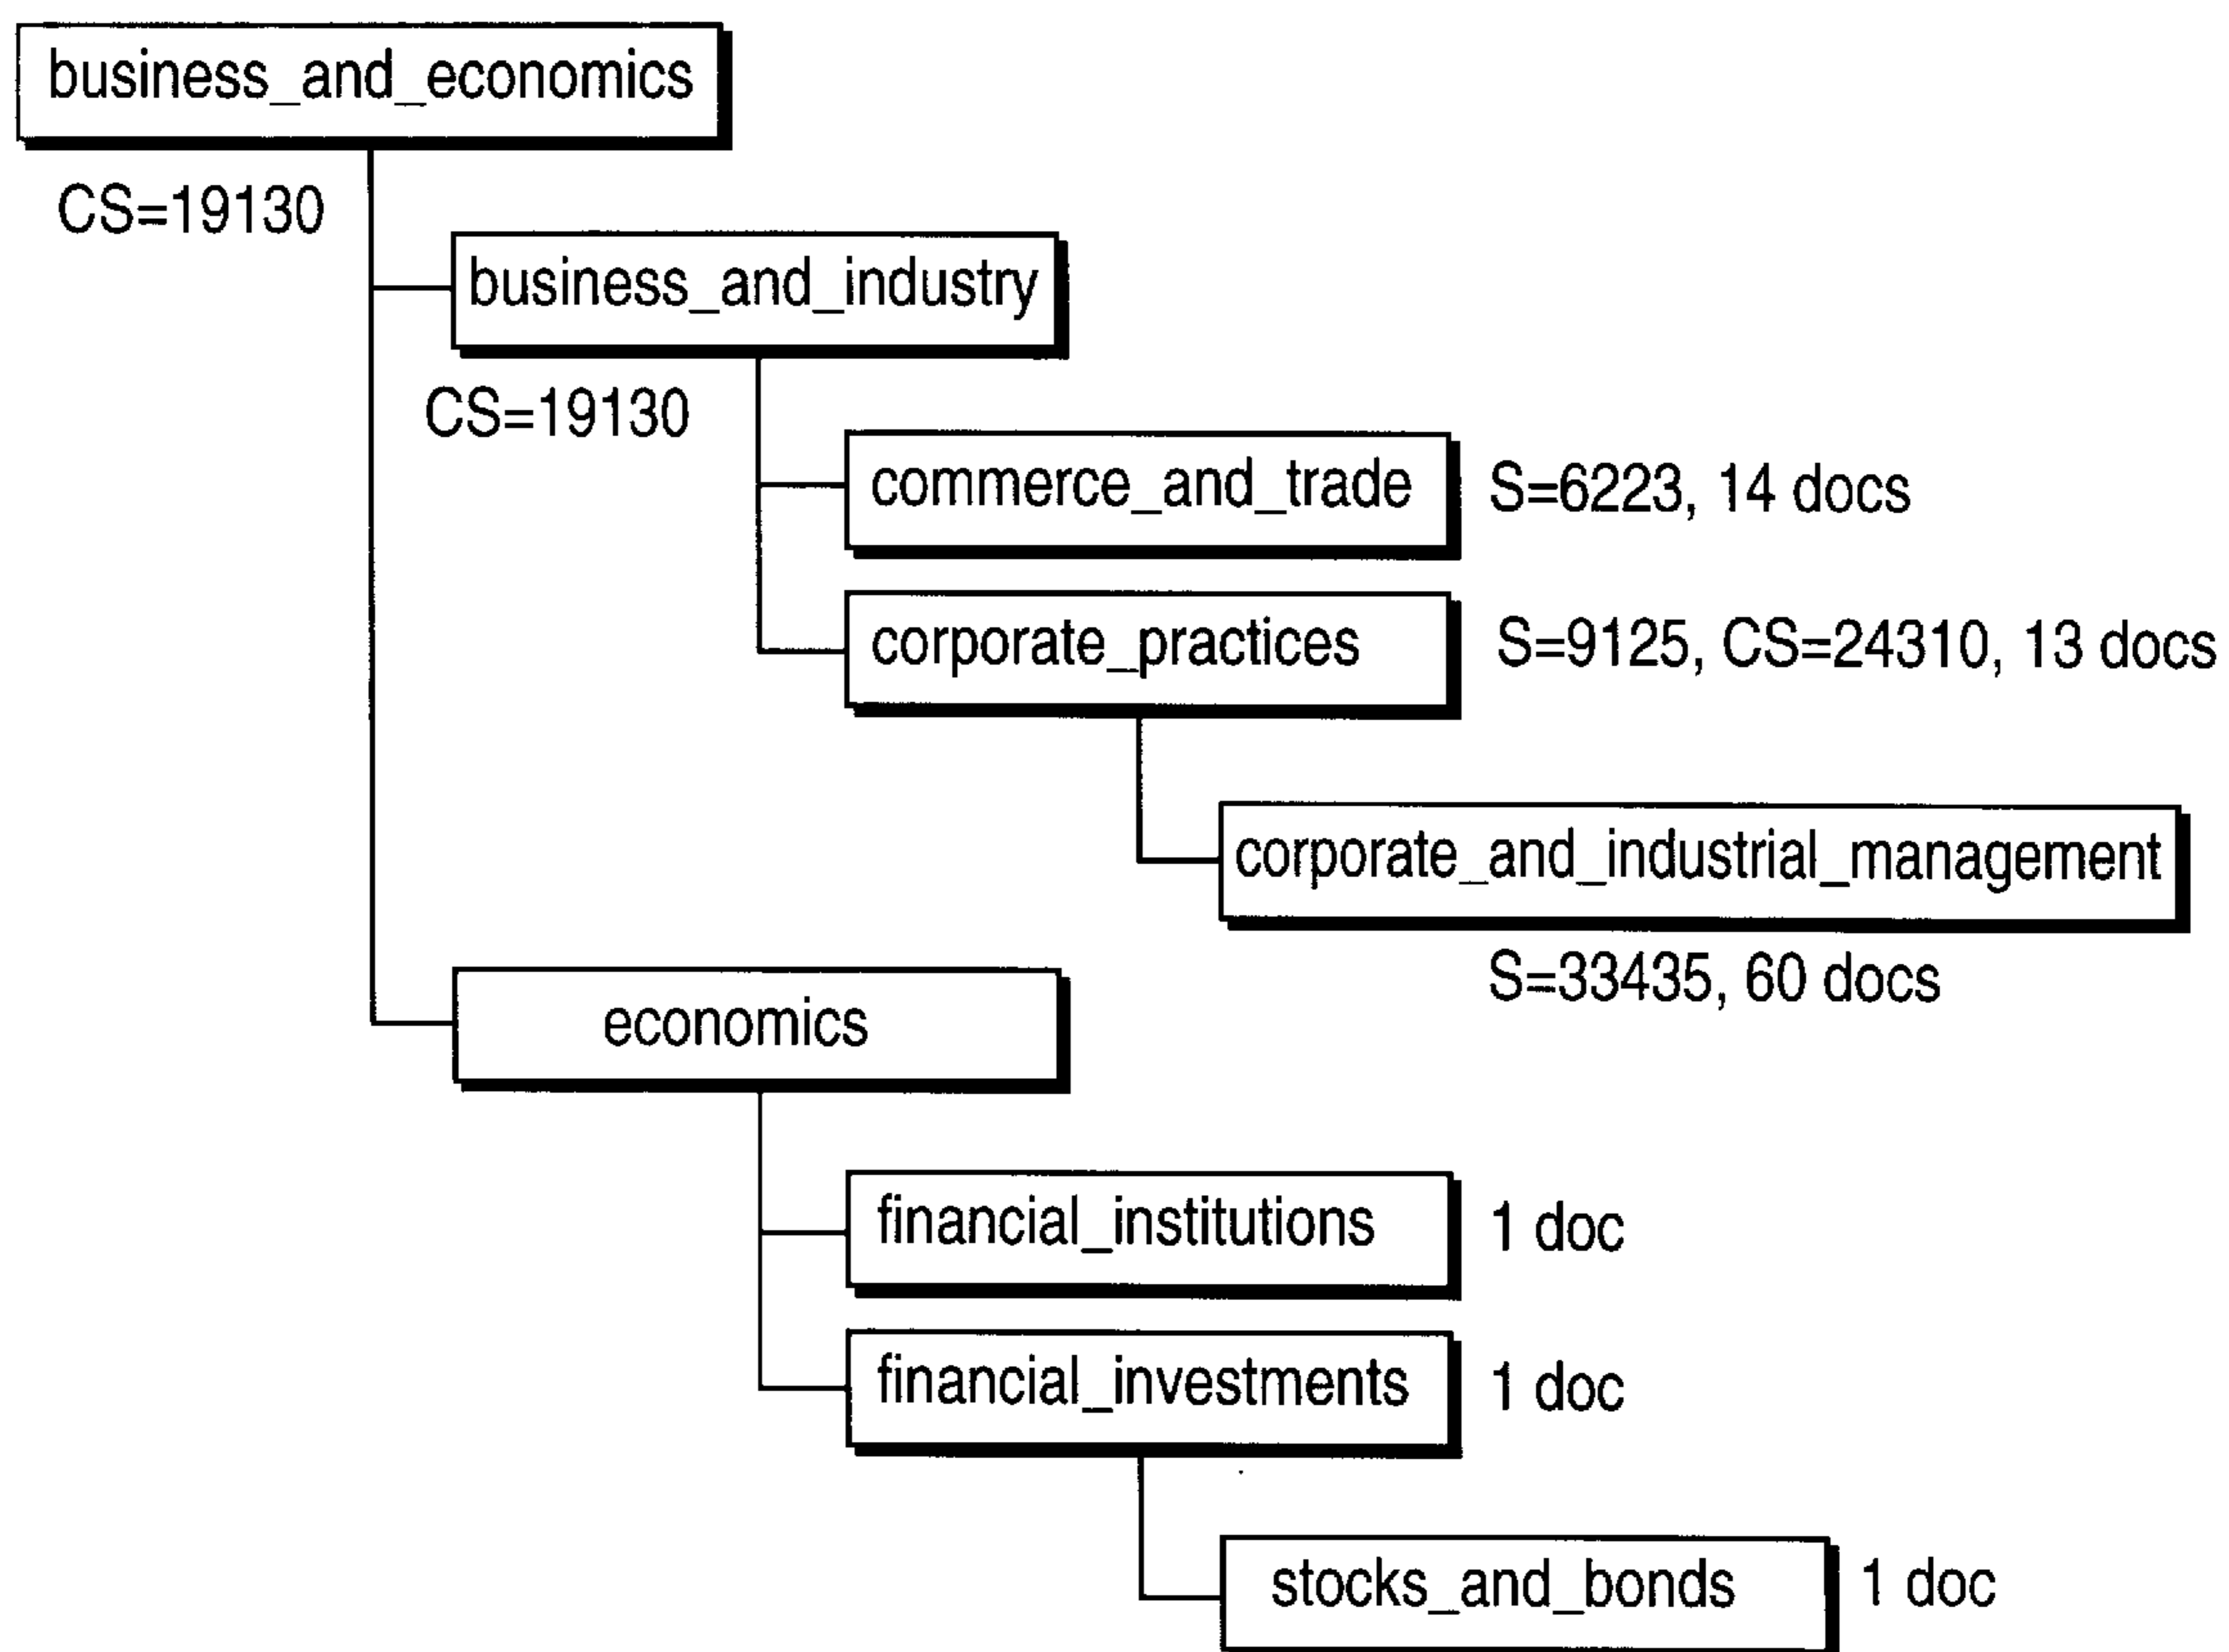 business_and_economics
CS=19130
business_and_industry
CS=19130
commerce_and_trade S=6223, 14 docs
corporate_practices S=9125, CS=24310, 13 docs
corporate_and_industrial_management
S=33435, 60 docs
economics
financial_institutions 1 doc
financial_investments 1 doc
stocks_and_bonds 1 doc